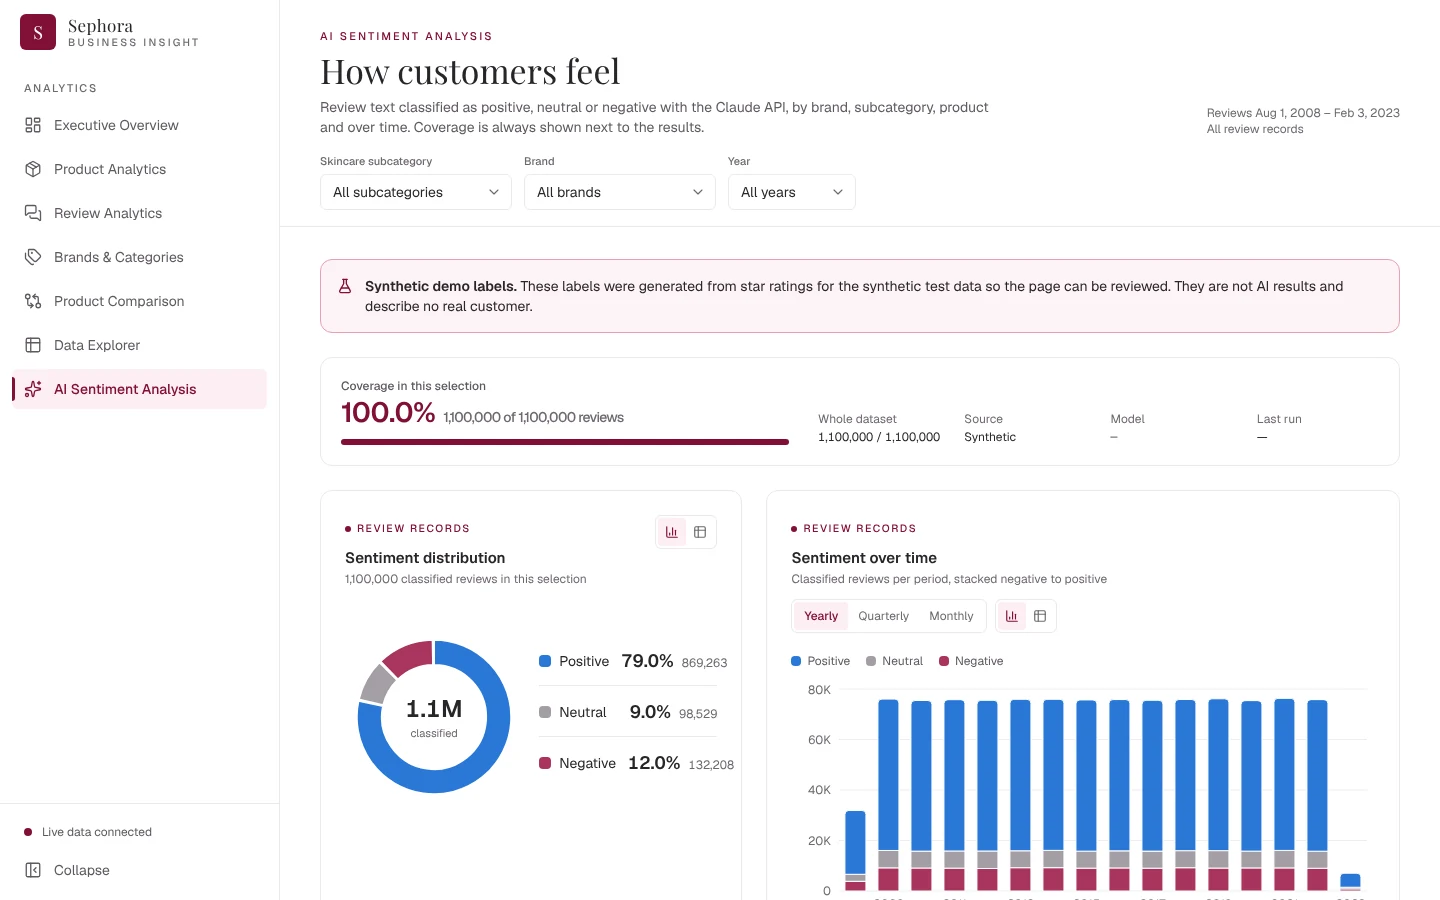 S
Sephora
BUSINESS INSIGHT
ANALYTICS
Executive Overview
Product Analytics
Review Analytics
Brands & Categories
Product Comparison
Data Explorer
AI Sentiment Analysis
Live data connected
Collapse
AI SENTIMENT ANALYSIS
How customers feel
Review text classified as positive, neutral or negative with the Claude API, by brand, subcategory, product
and over time. Coverage is always shown next to the results.
Reviews Aug 1, 2008 – Feb 3, 2023
All review records
Skincare subcategory
All subcategories
Brand
All brands
Year
All years
Synthetic demo labels. These labels were generated from star ratings for the synthetic test data so the page can be reviewed. They are not AI results and
describe no real customer.
Coverage in this selection
100.0% 1,100,000 of 1,100,000 reviews
Whole dataset
1,100,000 / 1,100,000
Source
Synthetic
Model
–
Last run
—
REVIEW RECORDS
Sentiment distribution
1,100,000 classified reviews in this selection
1.1M
classified
Positive 79.0% 869,263
Neutral 9.0% 98,529
Negative 12.0% 132,208
REVIEW RECORDS
Sentiment over time
Classified reviews per period, stacked negative to positive
Yearly Quarterly Monthly
Positive Neutral Negative
80K
60K
40K
20K
0